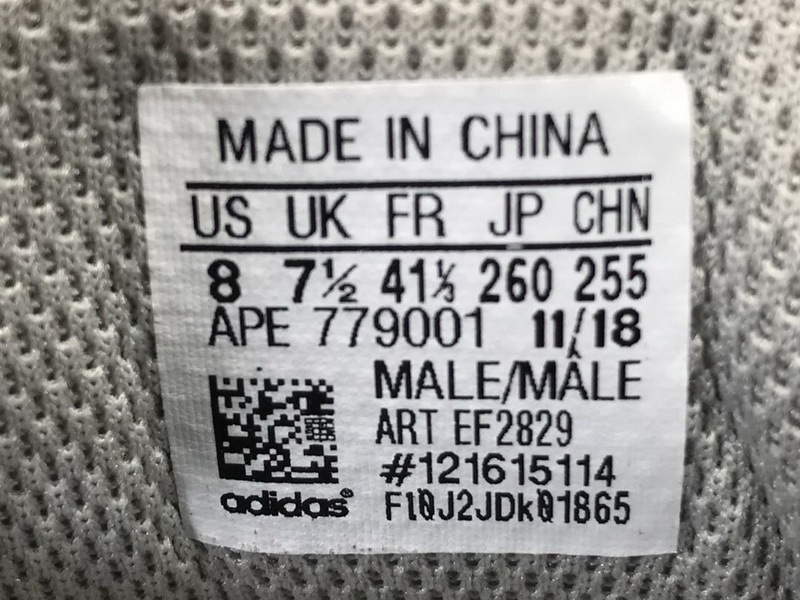 MADE IN CHINA
US UK FR JP CHN
8 7½ 41⅓ 260 255
APE 779001 11/18
MALE/MÂLE
ART EF2829
#121615114
adidas® Fl0J2JDk01865